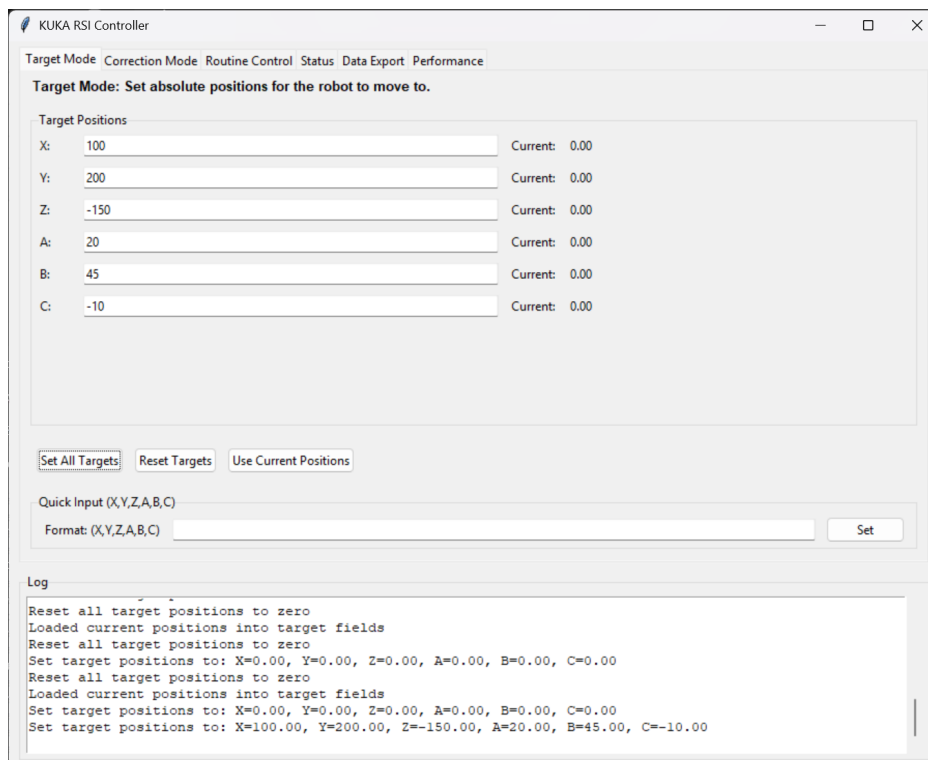 KUKA RSI Controller
Target Mode Correction Mode Routine Control Status Data Export Performance
Target Mode: Set absolute positions for the robot to move to.
Target Positions
X: 100 Current: 0.00
Y: 200 Current: 0.00
Z: -150 Current: 0.00
A: 20 Current: 0.00
B: 45 Current: 0.00
C: -10 Current: 0.00
Set All Targets Reset Targets Use Current Positions
Quick Input (X,Y,Z,A,B,C)
Format: (X,Y,Z,A,B,C) Set
Log
Reset all target positions to zero
Loaded current positions into target fields
Reset all target positions to zero
Set target positions to: X=0.00, Y=0.00, Z=0.00, A=0.00, B=0.00, C=0.00
Reset all target positions to zero
Loaded current positions into target fields
Set target positions to: X=0.00, Y=0.00, Z=0.00, A=0.00, B=0.00, C=0.00
Set target positions to: X=100.00, Y=200.00, Z=-150.00, A=20.00, B=45.00, C=-10.00